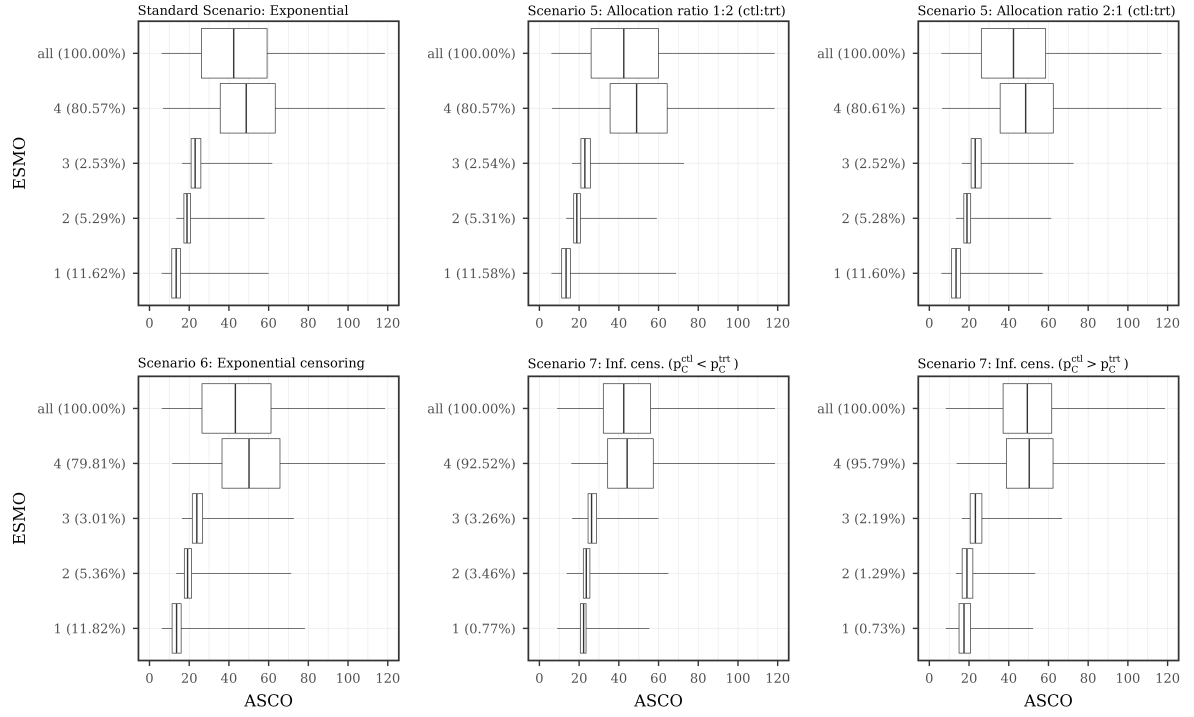 Standard Scenario: Exponential
Scenario 5: Allocation ratio 1:2 (ctl:trt)
Scenario 5: Allocation ratio 2:1 (ctl:trt)
ESMO
all (100.00%)
4 (80.57%)
3 (2.53%)
2 (5.29%)
1 (11.62%)
0 20 40 60 80 100 120
all (100.00%)
4 (80.57%)
3 (2.54%)
2 (5.31%)
1 (11.58%)
0 20 40 60 80 100 120
all (100.00%)
4 (80.61%)
3 (2.52%)
2 (5.28%)
1 (11.60%)
0 20 40 60 80 100 120
Scenario 6: Exponential censoring
Scenario 7: Inf. cens. (p_C^ctl < p_C^trt )
Scenario 7: Inf. cens. (p_C^ctl > p_C^trt )
ESMO
all (100.00%)
4 (79.81%)
3 (3.01%)
2 (5.36%)
1 (11.82%)
0 20 40 60 80 100 120
ASCO
all (100.00%)
4 (92.52%)
3 (3.26%)
2 (3.46%)
1 (0.77%)
0 20 40 60 80 100 120
ASCO
all (100.00%)
4 (95.79%)
3 (2.19%)
2 (1.29%)
1 (0.73%)
0 20 40 60 80 100 120
ASCO